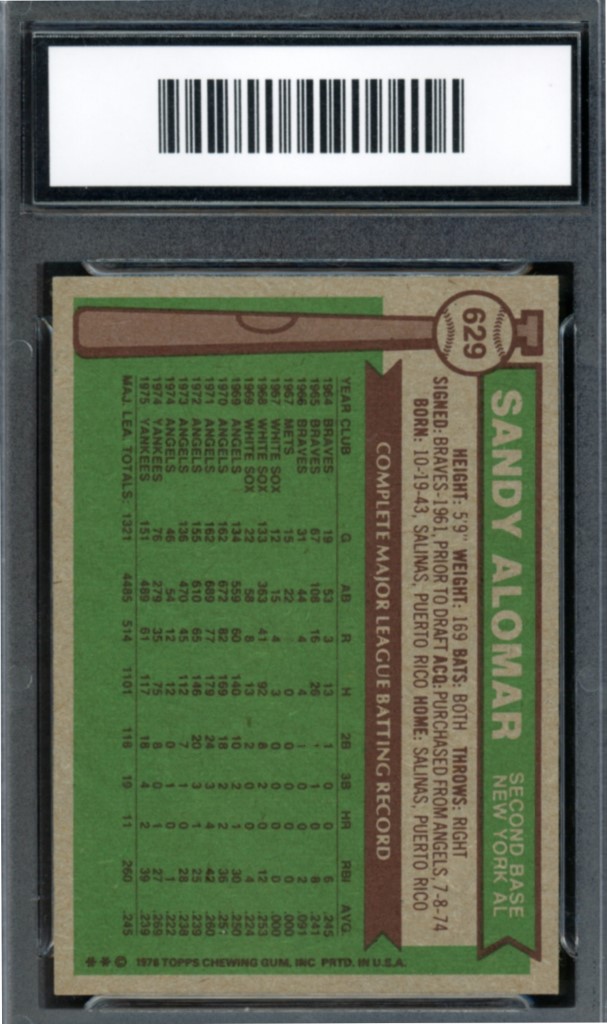 629
SANDY ALOMAR
SECOND BASE
NEW YORK AL
HEIGHT: 5'9" WEIGHT: 169 BATS: BOTH THROWS: RIGHT
SIGNED: BRAVES-1961, PRIOR TO DRAFT ACQ: PURCHASED FROM ANGELS, 7-8-74
BORN: 10-19-43, SALINAS, PUERTO RICO HOME: SALINAS, PUERTO RICO
COMPLETE MAJOR LEAGUE BATTING RECORD
YEAR CLUB G AB R H 2B 3B HR RBI AVG.
1964 BRAVES 19 53 3 13 1 0 0 6 .245
1965 BRAVES 67 108 16 26 1 1 0 8 .241
1966 BRAVES 31 44 4 4 1 0 0 2 .091
1967 METS 15 22 0 0 0 0 0 0 .000
1967 WHITE SOX 12 15 4 3 0 0 0 0
1968 WHITE SOX 133 363 41 92 8 2 0 12 .253
1969 WHITE SOX 22 58 8 13 2 0 0 4 .224
1969 ANGELS 134 559 60 140 10 2 1 30 .250
1970 ANGELS 162 672 82 169 18 2 2 36 .251
1971 ANGELS 162 689 77 179 24 3 4 42 .260
1972 ANGELS 155 610 65 146 20 3 1 25 .239
1973 ANGELS 136 470 45 112 7 1 0 28 .238
1974 ANGELS 46 54 12 12 0 0 0 1 .222
1974 YANKEES 76 279 35 75 8 0 1 27 .269
1975 YANKEES 151 489 61 117 18 4 2 39 .239
MAJ. LEA. TOTALS: 1321 4485 514 1101 116 19 11 260 .245
** © 1976 TOPPS CHEWING GUM, INC. PRTD. IN U.S.A.